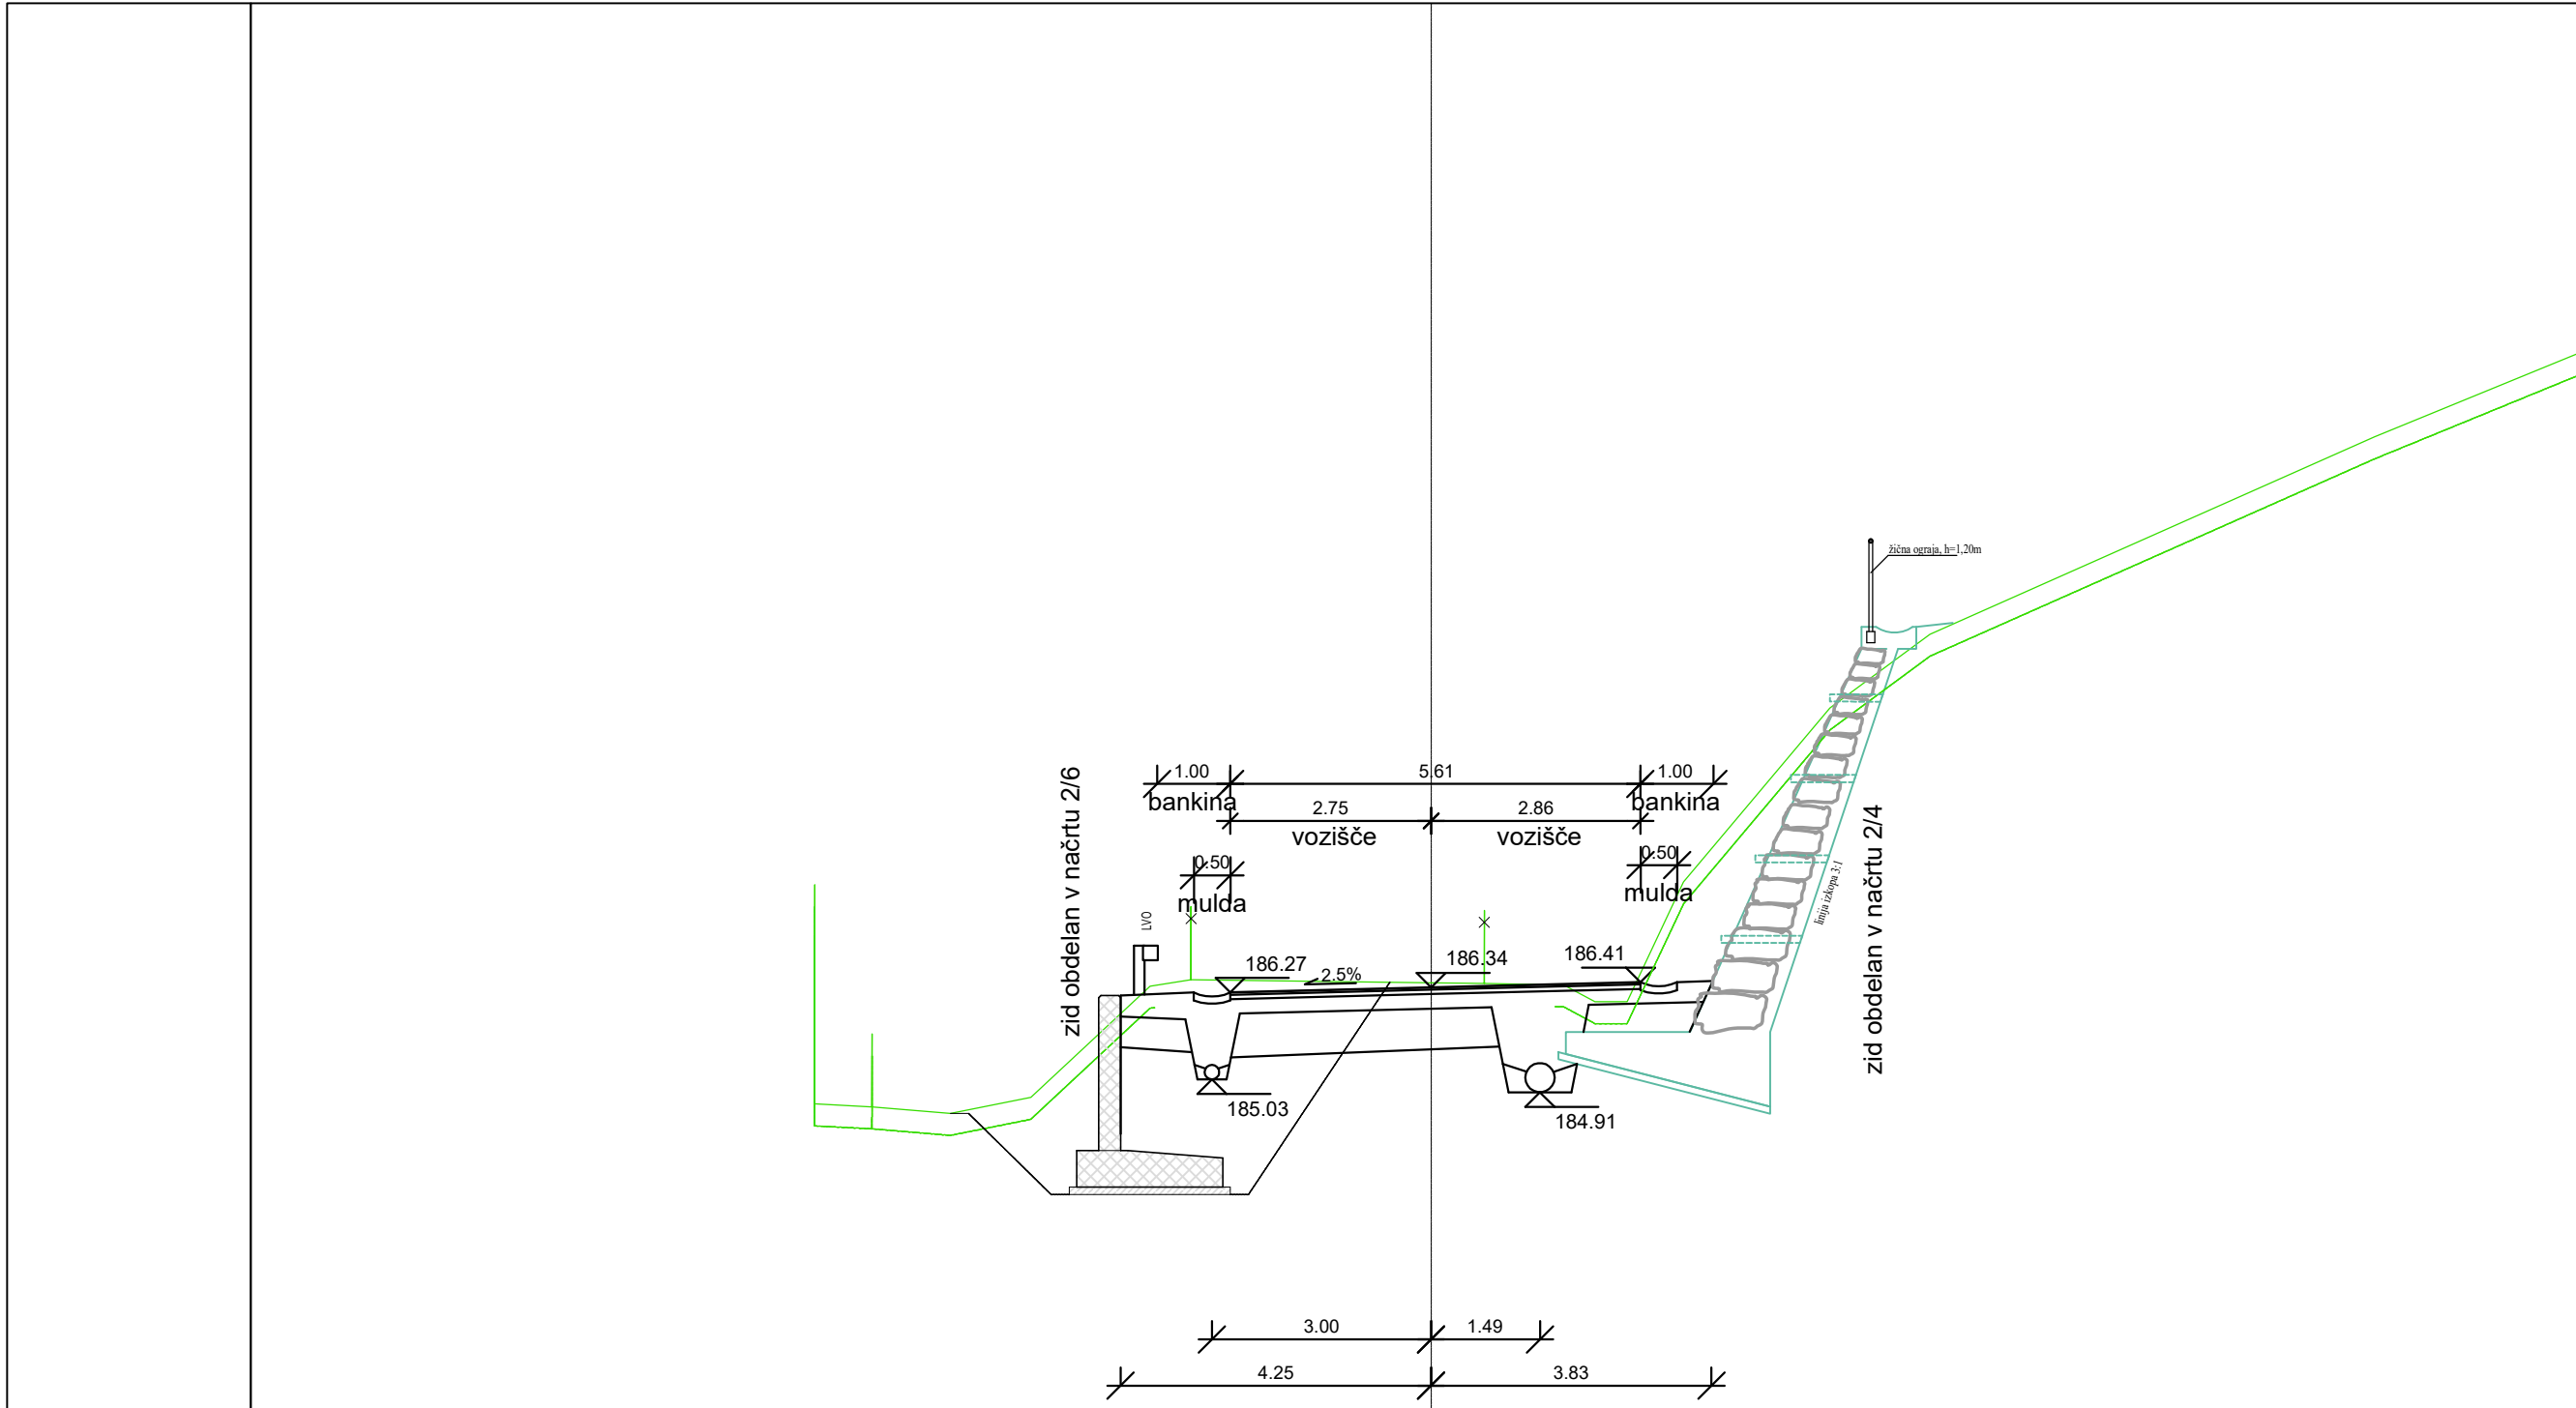 žična ograja, h=1,20m
1.00
5.61
1.00
bankina
bankina
2.75
2.86
vozišče
vozišče
0.50
0.50
mulda
mulda
zid obdelan v načrtu 2/6
zid obdelan v načrtu 2/4
linija izkopa 3:1
LVO
186.27
2.5%
186.34
186.41
185.03
184.91
3.00
1.49
4.25
3.83